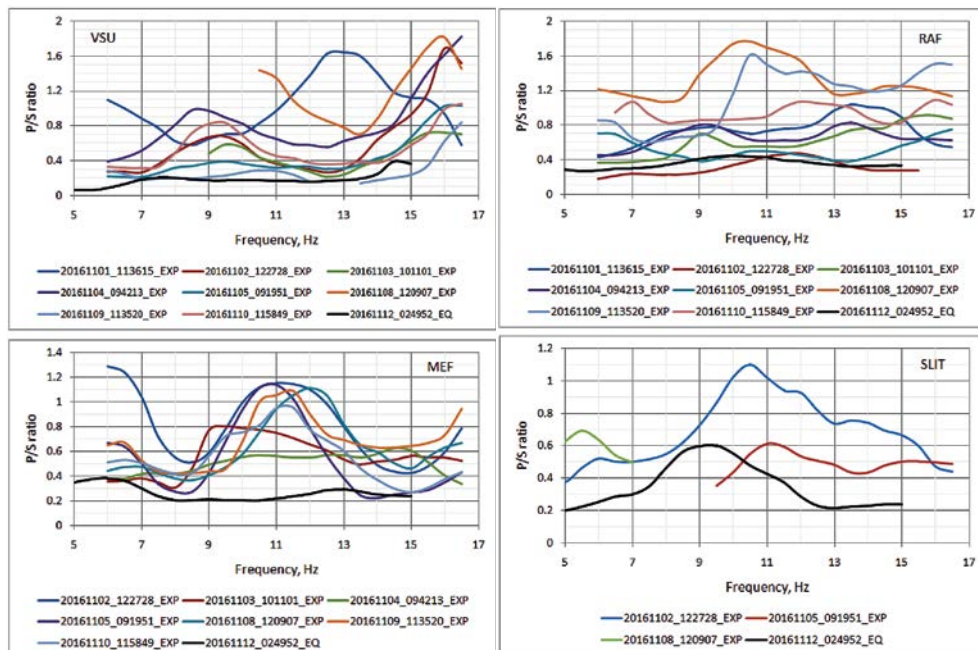 VSU
2
1.6
1.2
0.8
0.4
0
P/S ratio
5 7 9 11 13 15 17
Frequency, Hz
20161101_113615_EXP 20161102_122728_EXP 20161103_101101_EXP
20161104_094213_EXP 20161105_091951_EXP 20161108_120907_EXP
20161109_113520_EXP 20161110_115849_EXP 20161112_024952_EQ
RAF
2
1.6
1.2
0.8
0.4
0
P/S ratio
5 7 9 11 13 15 17
Frequency, Hz
20161101_113615_EXP 20161102_122728_EXP 20161103_101101_EXP
20161104_094213_EXP 20161105_091951_EXP 20161108_120907_EXP
20161109_113520_EXP 20161110_115849_EXP 20161112_024952_EQ
MEF
1.4
1.2
1
0.8
0.6
0.4
0.2
0
P/S ratio
5 7 9 11 13 15 17
Frequency, Hz
20161102_122728_EXP 20161103_101101_EXP 20161104_094213_EXP
20161105_091951_EXP 20161108_120907_EXP 20161109_113520_EXP
20161110_115849_EXP 20161112_024952_EQ
SLIT
1.2
1
0.8
0.6
0.4
0.2
0
P/S ratio
5 7 9 11 13 15 17
Frequency, Hz
20161102_122728_EXP 20161105_091951_EXP
20161108_120907_EXP 20161112_024952_EQ